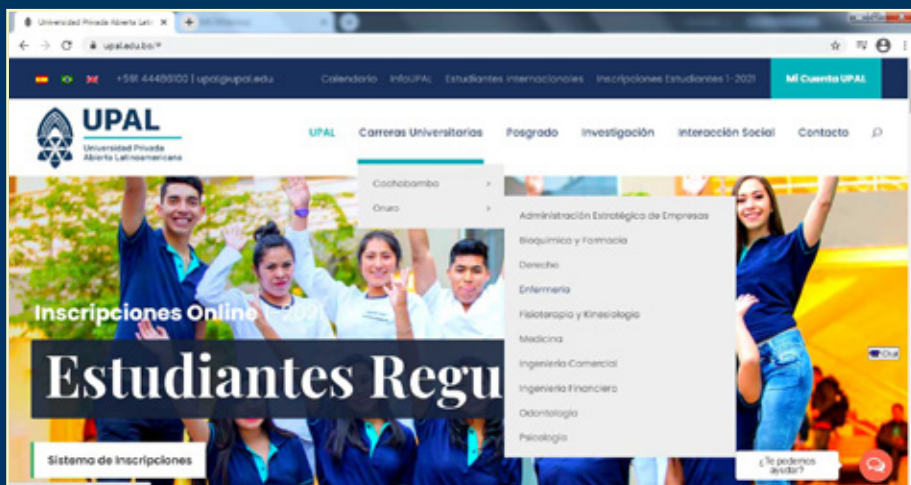 Universidad Privada Abierta Lati
upal.edu.bo/#
+591 44486100 | upal@upal.edu
Calendario InfoUPAL Estudiantes Internacionales Inscripciones Estudiantes 1-2021 Mi Cuenta UPAL
UPAL
Universidad Privada
Abierta Latinoamericana
UPAL Carreras Universitarias Posgrado Investigación Interacción Social Contacto
Cochabamba >
Oruro >
Administración Estratégica de Empresas
Bioquímica y Farmacia
Derecho
Enfermería
Fisioterapia y Kinesiología
Medicina
Ingeniería Comercial
Ingeniería Financiera
Odontología
Psicología
Inscripciones Online 1-2021
Estudiantes Regu
Sistema de Inscripciones
Chat
¿Te podemos
ayudar?